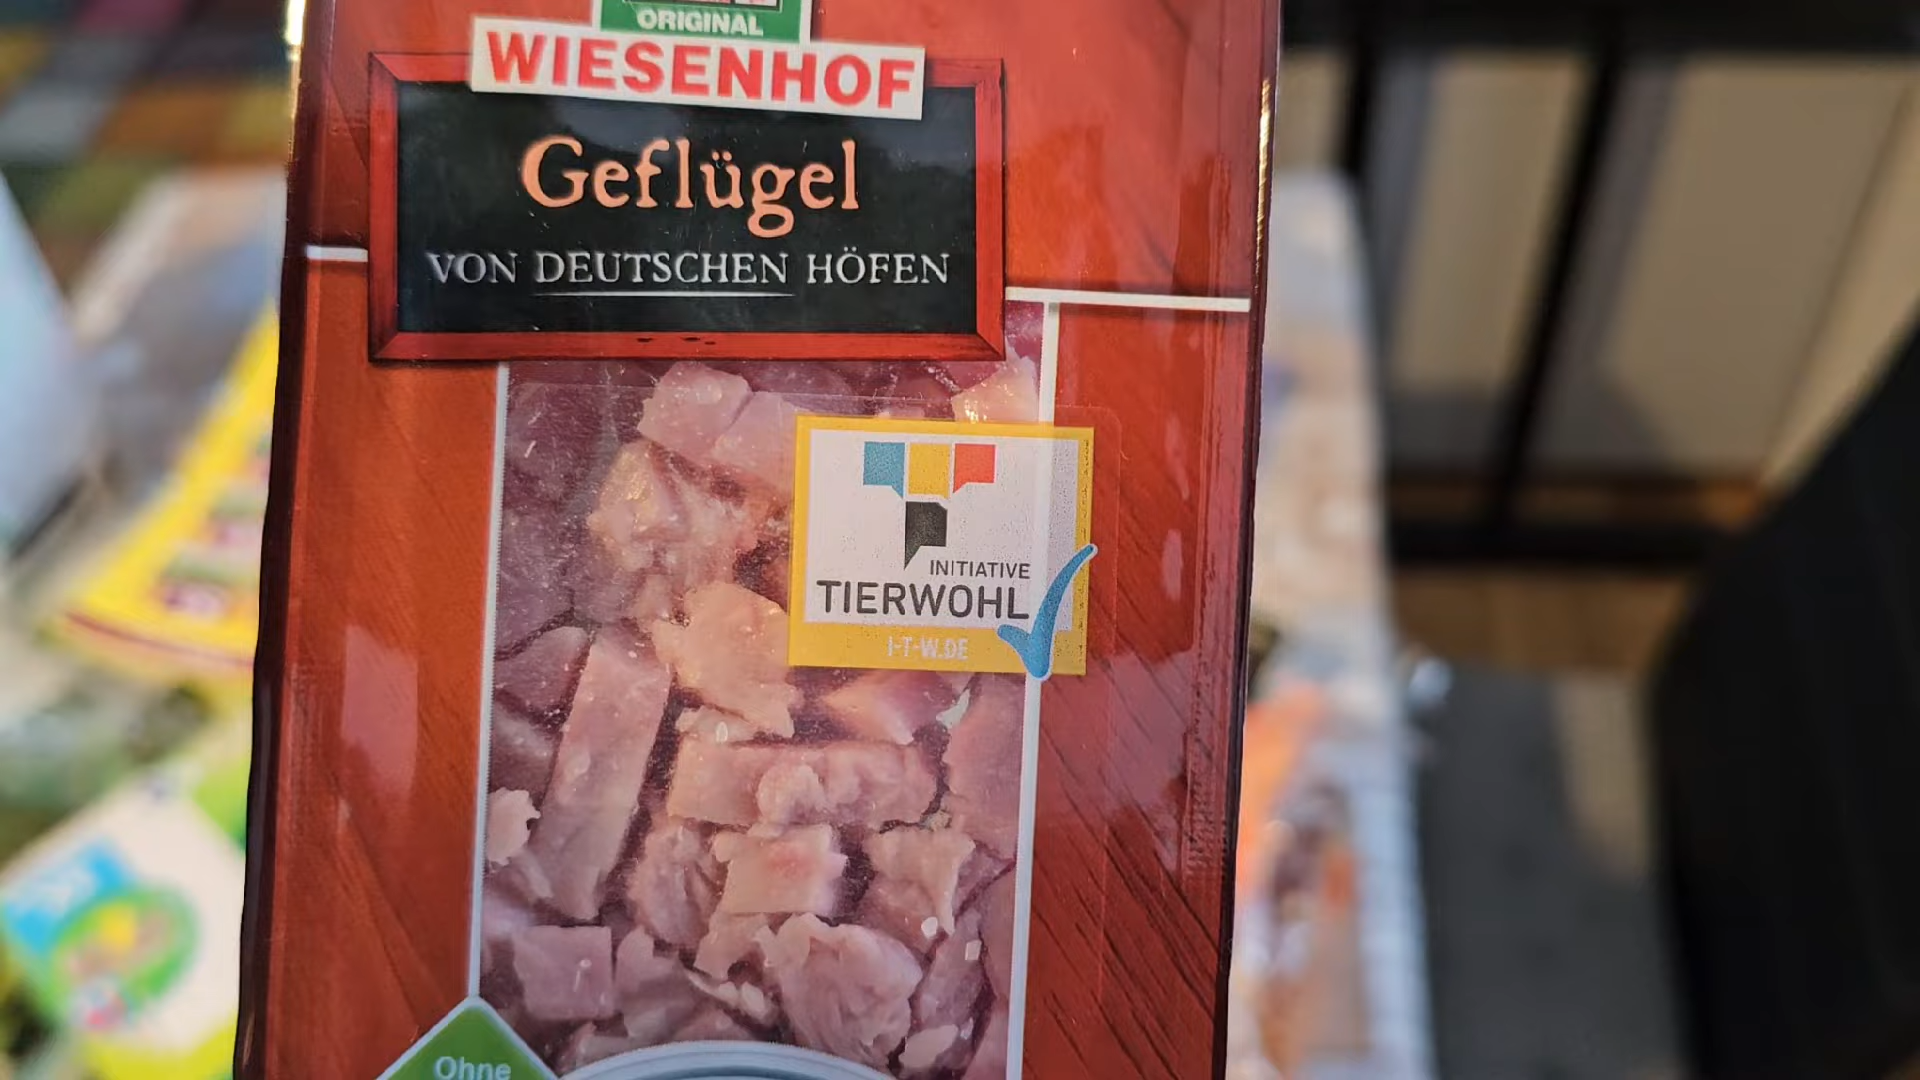 ORIGINAL
WIESENHOF
Geflügel
VON DEUTSCHEN HÖFEN
INITIATIVE
TIERWOHL
I-T-W.DE
Ohne